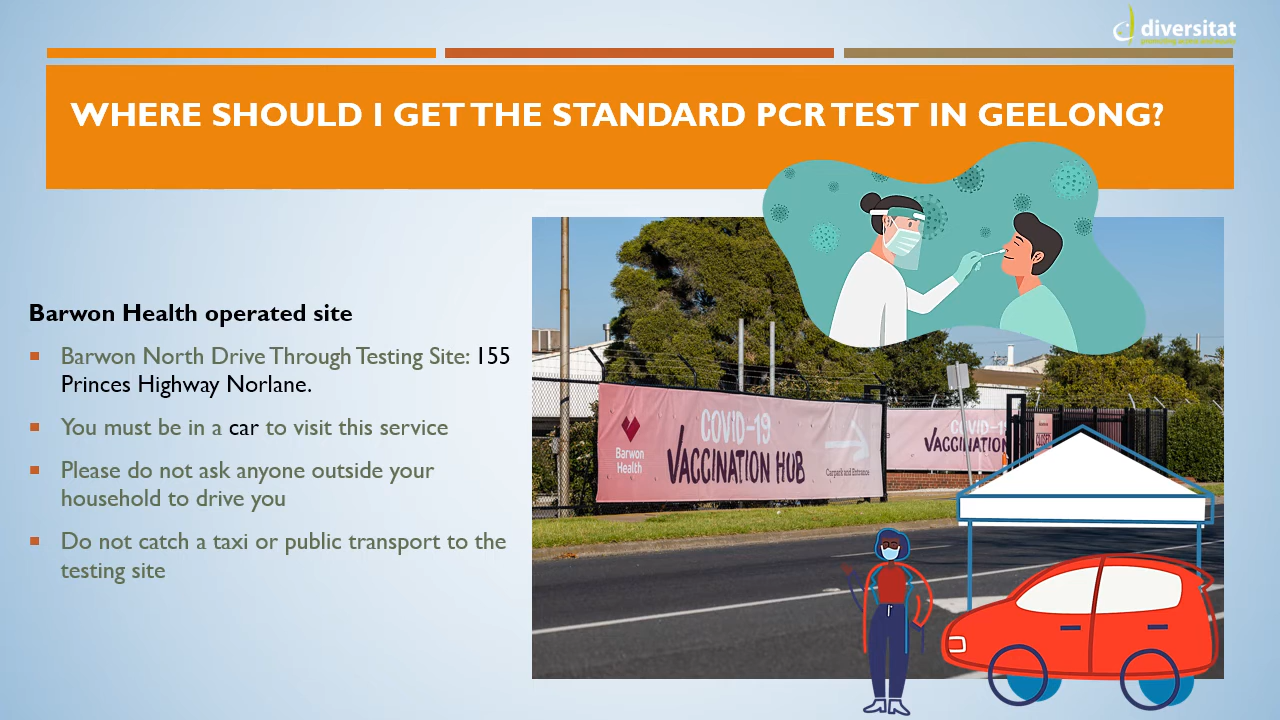 diversitat
WHERE SHOULD I GET THE STANDARD PCR TEST IN GEELONG?
Barwon Health operated site
Barwon North Drive Through Testing Site: 155
Princes Highway Norlane.
You must be in a car to visit this service
Please do not ask anyone outside your
household to drive you
Do not catch a taxi or public transport to the
testing site
Barwon
Health
COVID-19
VACCINATION HUB
Carpark and Entrance
COVID-19
VACCINATION
CLOSED